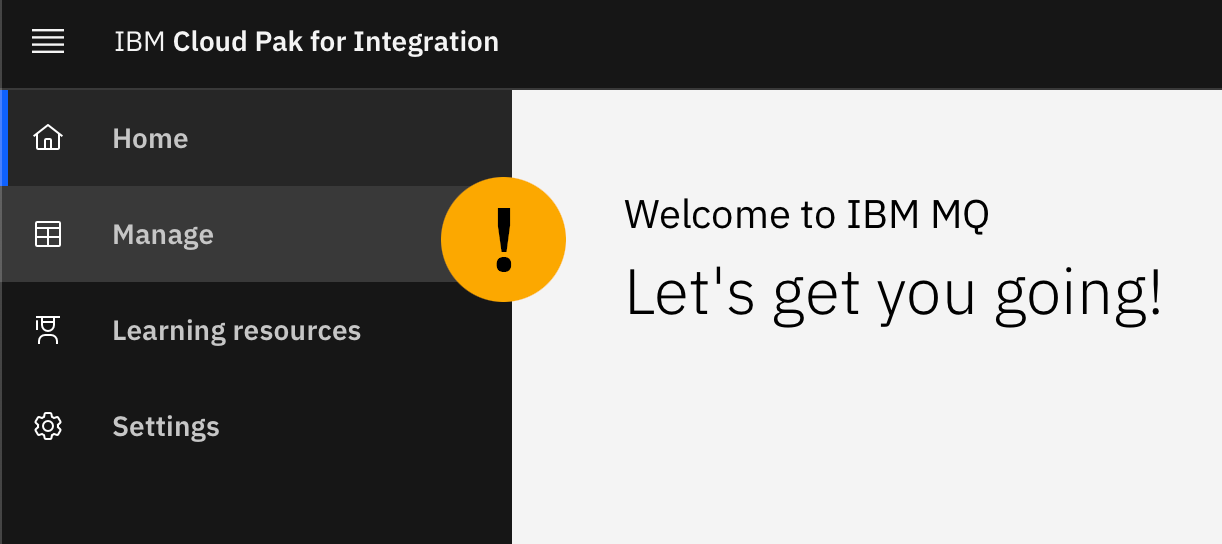 IBM Cloud Pak for Integration
Home
Manage
Learning resources
Settings
!
Welcome to IBM MQ
Let's get you going!